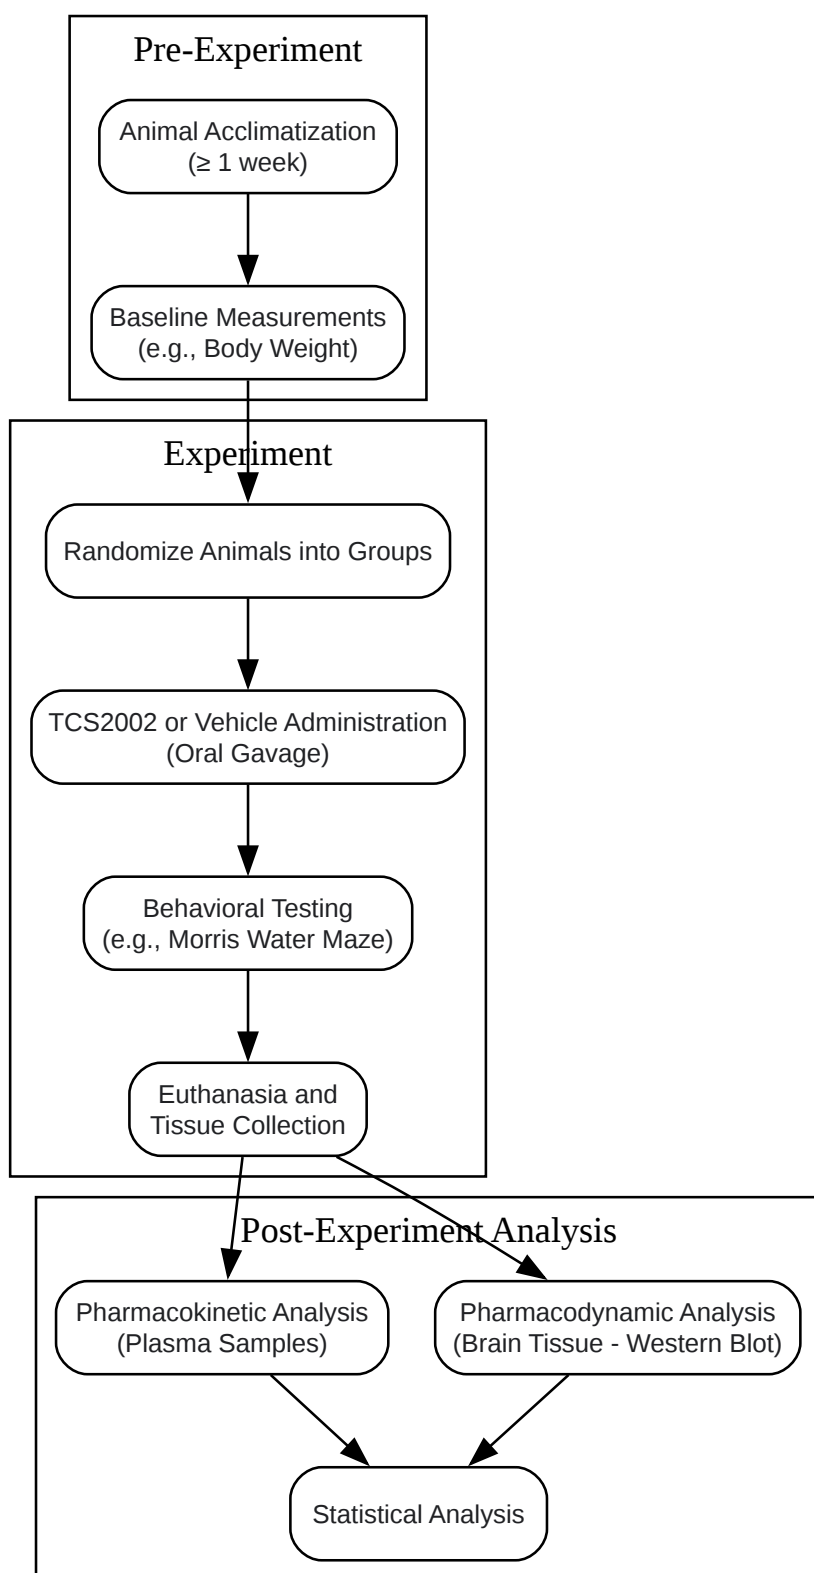 Pre-Experiment
Animal Acclimatization
(≥ 1 week)
Baseline Measurements
(e.g., Body Weight)
Experiment
Randomize Animals into Groups
TCS2002 or Vehicle Administration
(Oral Gavage)
Behavioral Testing
(e.g., Morris Water Maze)
Euthanasia and
Tissue Collection
Post-Experiment Analysis
Pharmacokinetic Analysis
(Plasma Samples)
Pharmacodynamic Analysis
(Brain Tissue - Western Blot)
Statistical Analysis